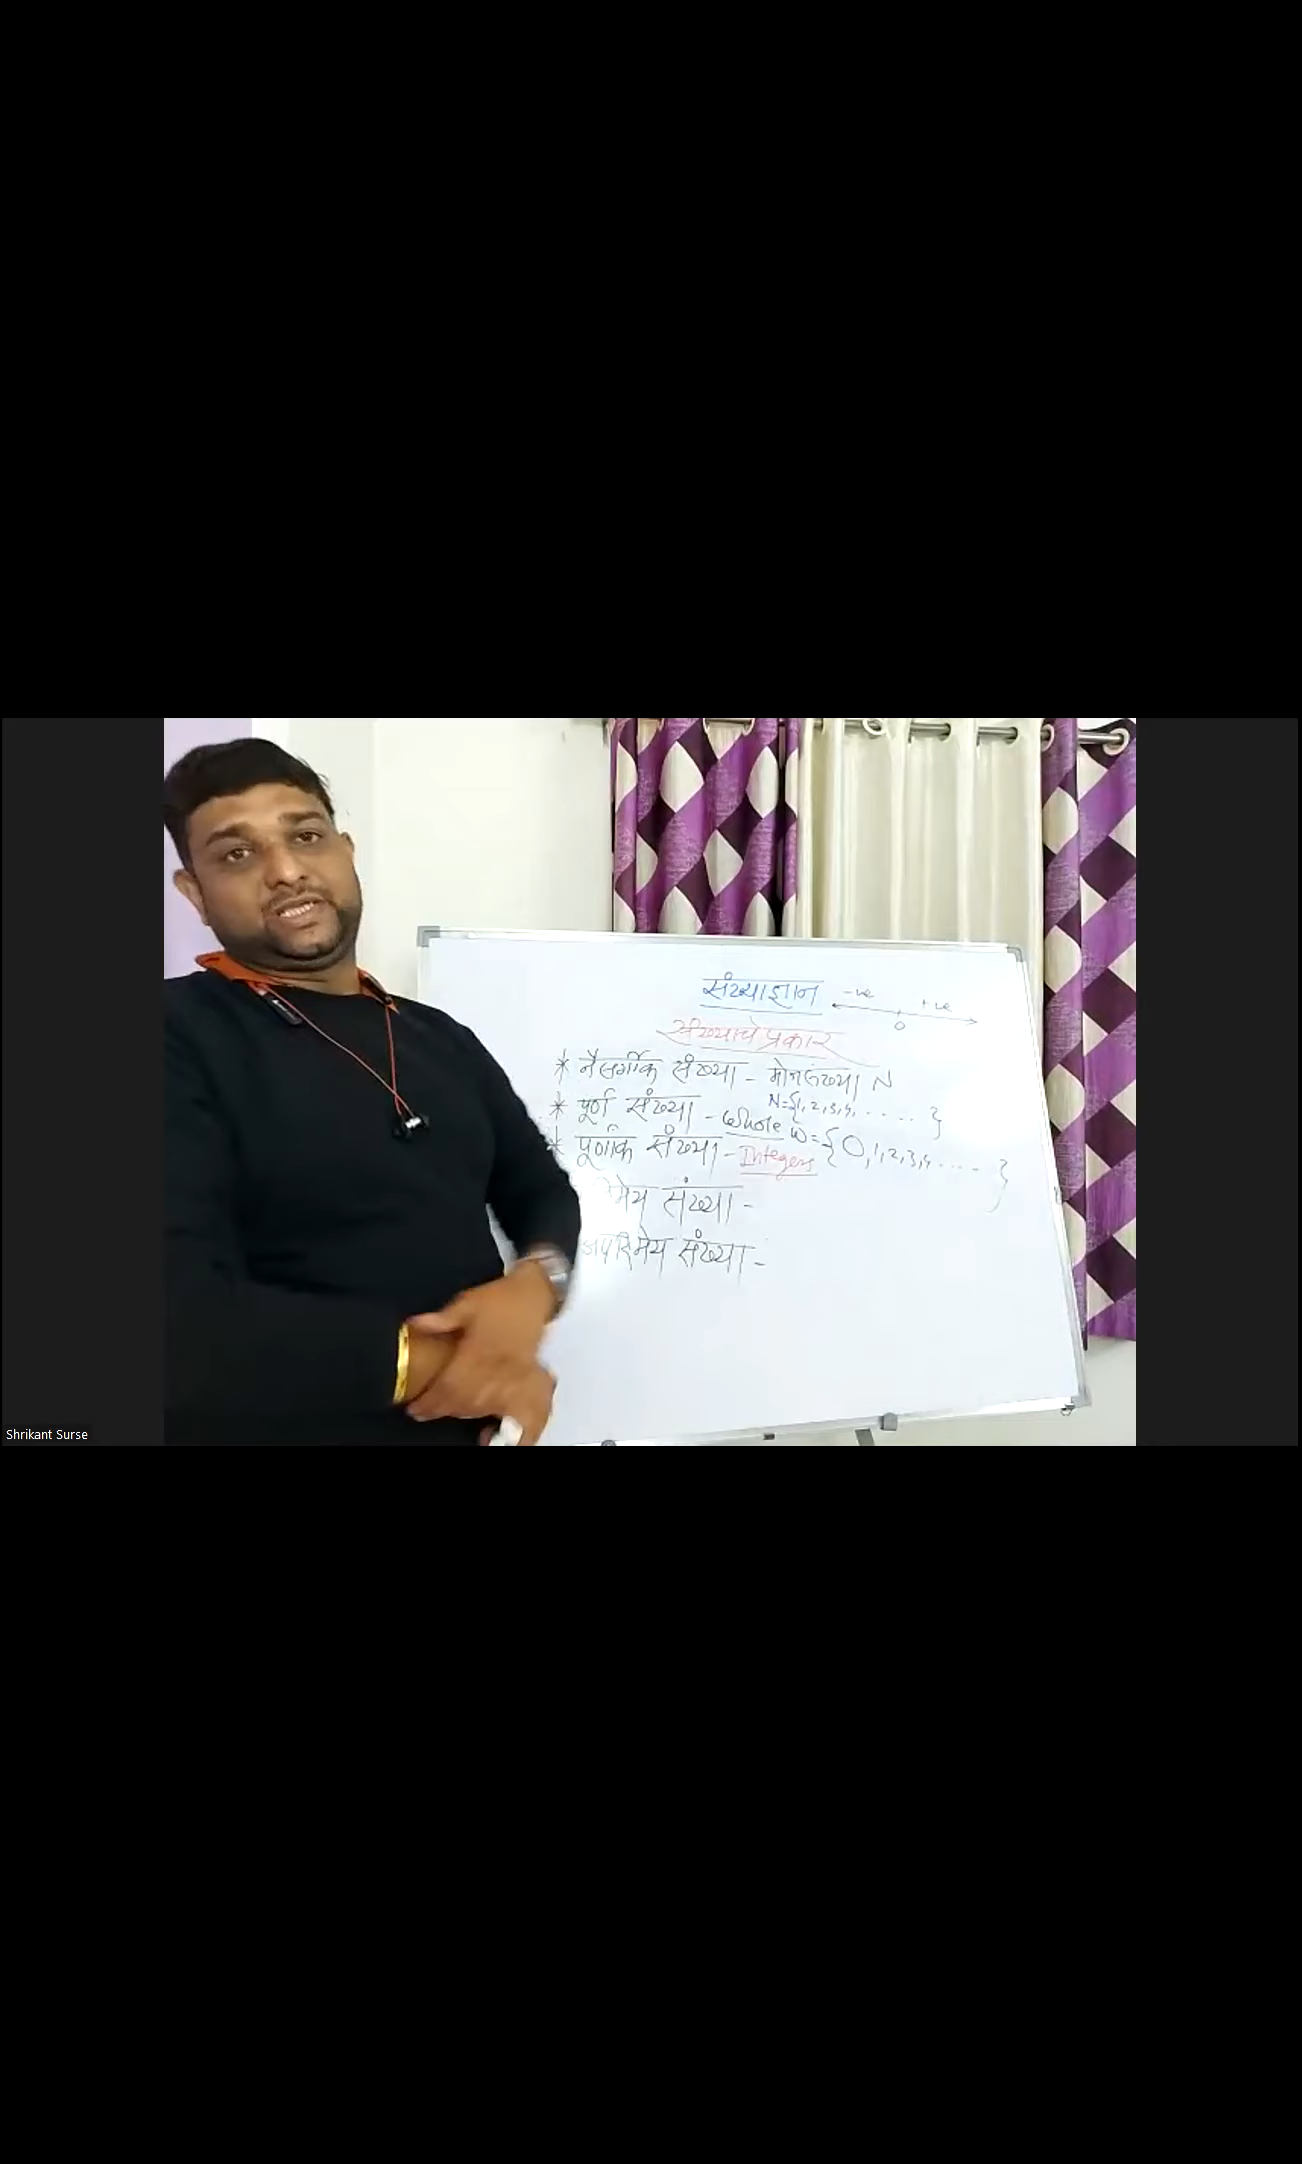 संख्याज्ञान -ve 0 +ve
संख्याचे प्रकार
* नैसर्गीक संख्या - मोजसंख्या N
N={1, 2, 3, 4, ...... }
* पूर्ण संख्या - whole W={0, 1, 2, 3, 4 ..... }
* पूर्णांक संख्या - Integers
मेय संख्या -
अपरिमेय संख्या -
Shrikant Surse